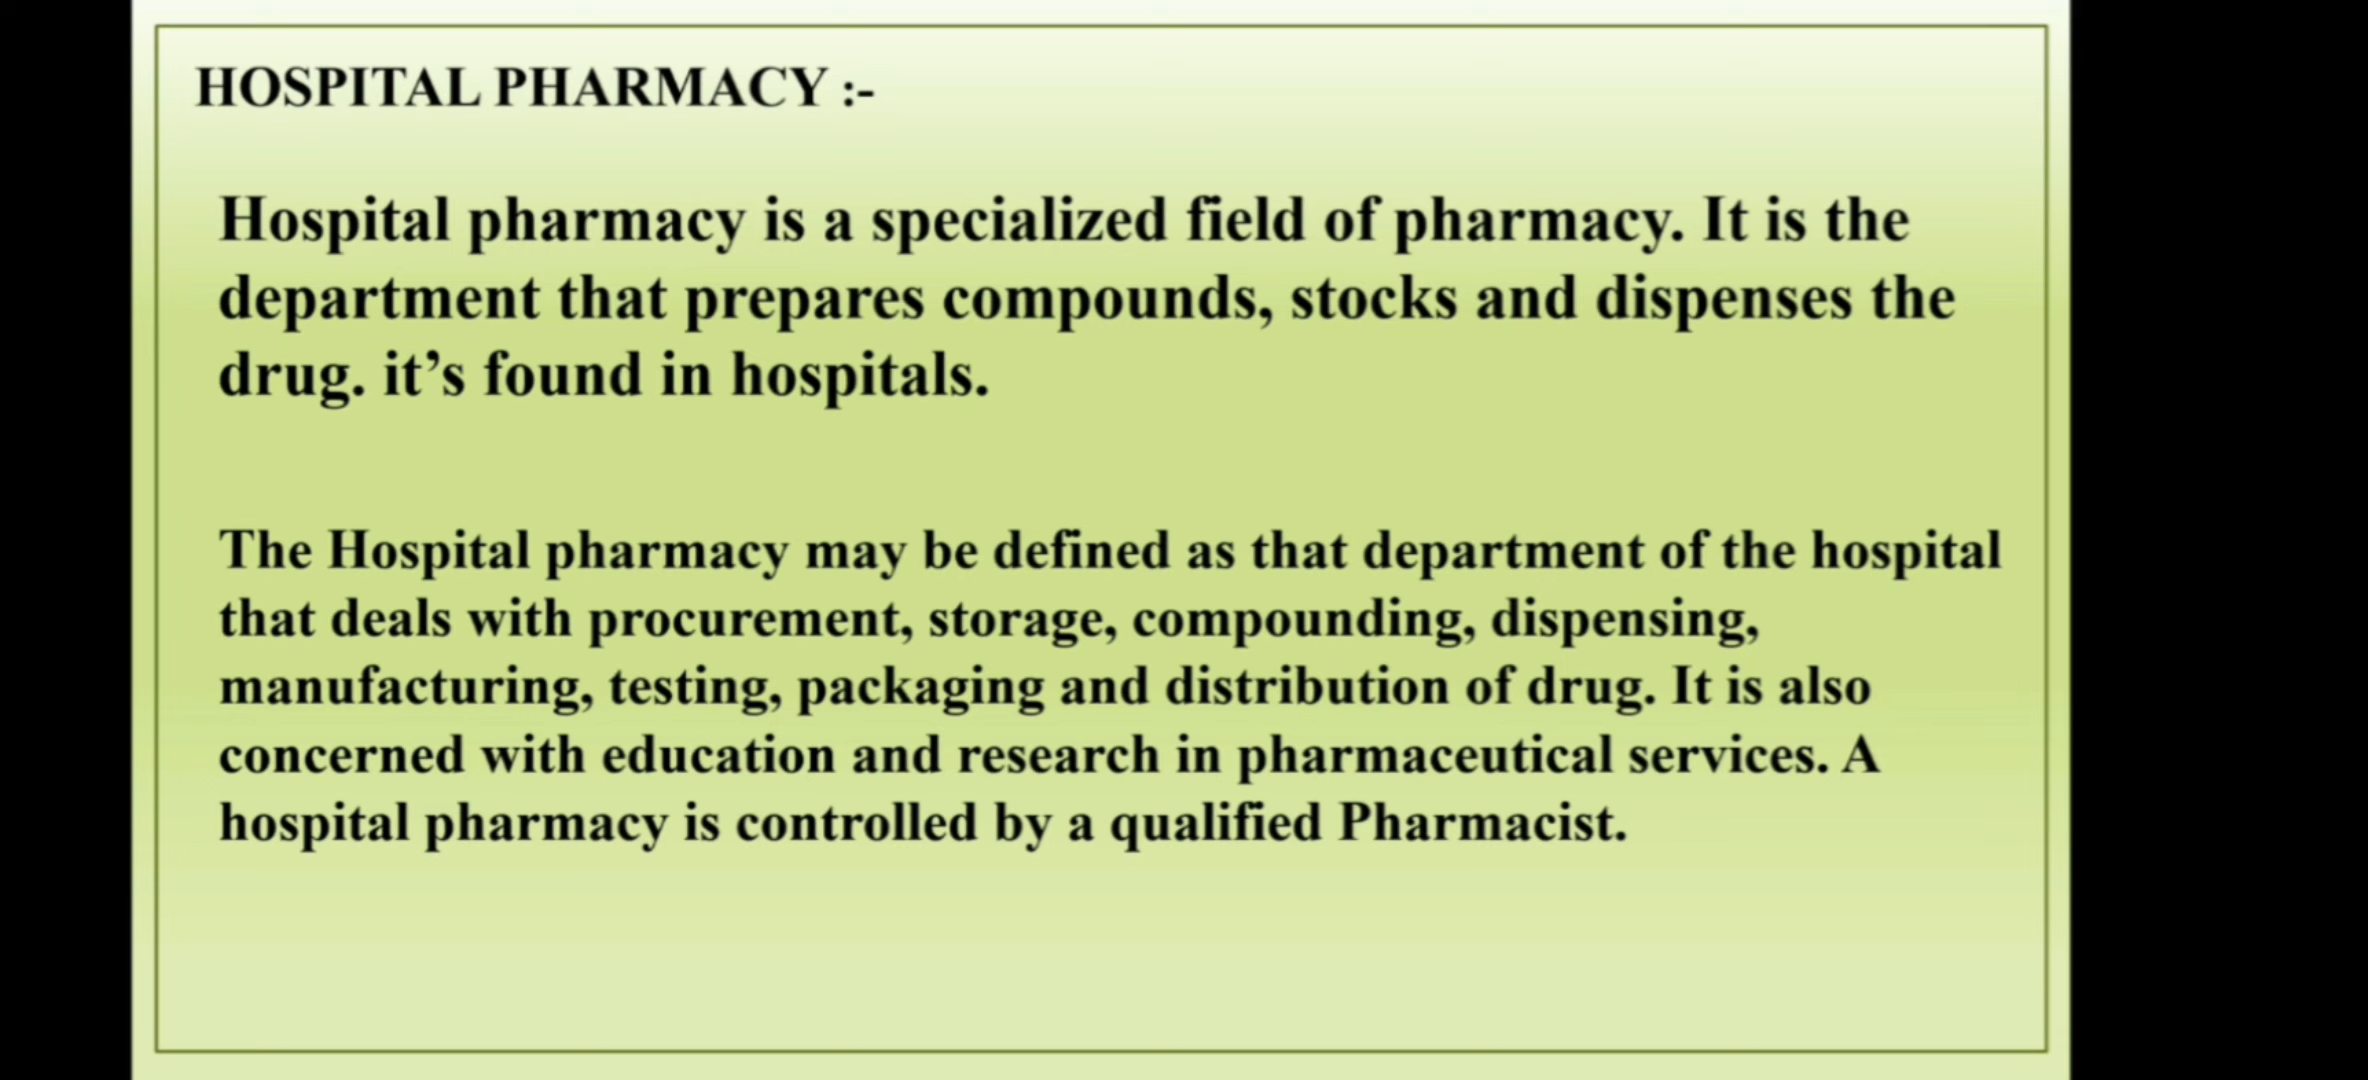 HOSPITAL PHARMACY :-
Hospital pharmacy is a specialized field of pharmacy. It is the
department that prepares compounds, stocks and dispenses the
drug. it’s found in hospitals.
The Hospital pharmacy may be defined as that department of the hospital
that deals with procurement, storage, compounding, dispensing,
manufacturing, testing, packaging and distribution of drug. It is also
concerned with education and research in pharmaceutical services. A
hospital pharmacy is controlled by a qualified Pharmacist.